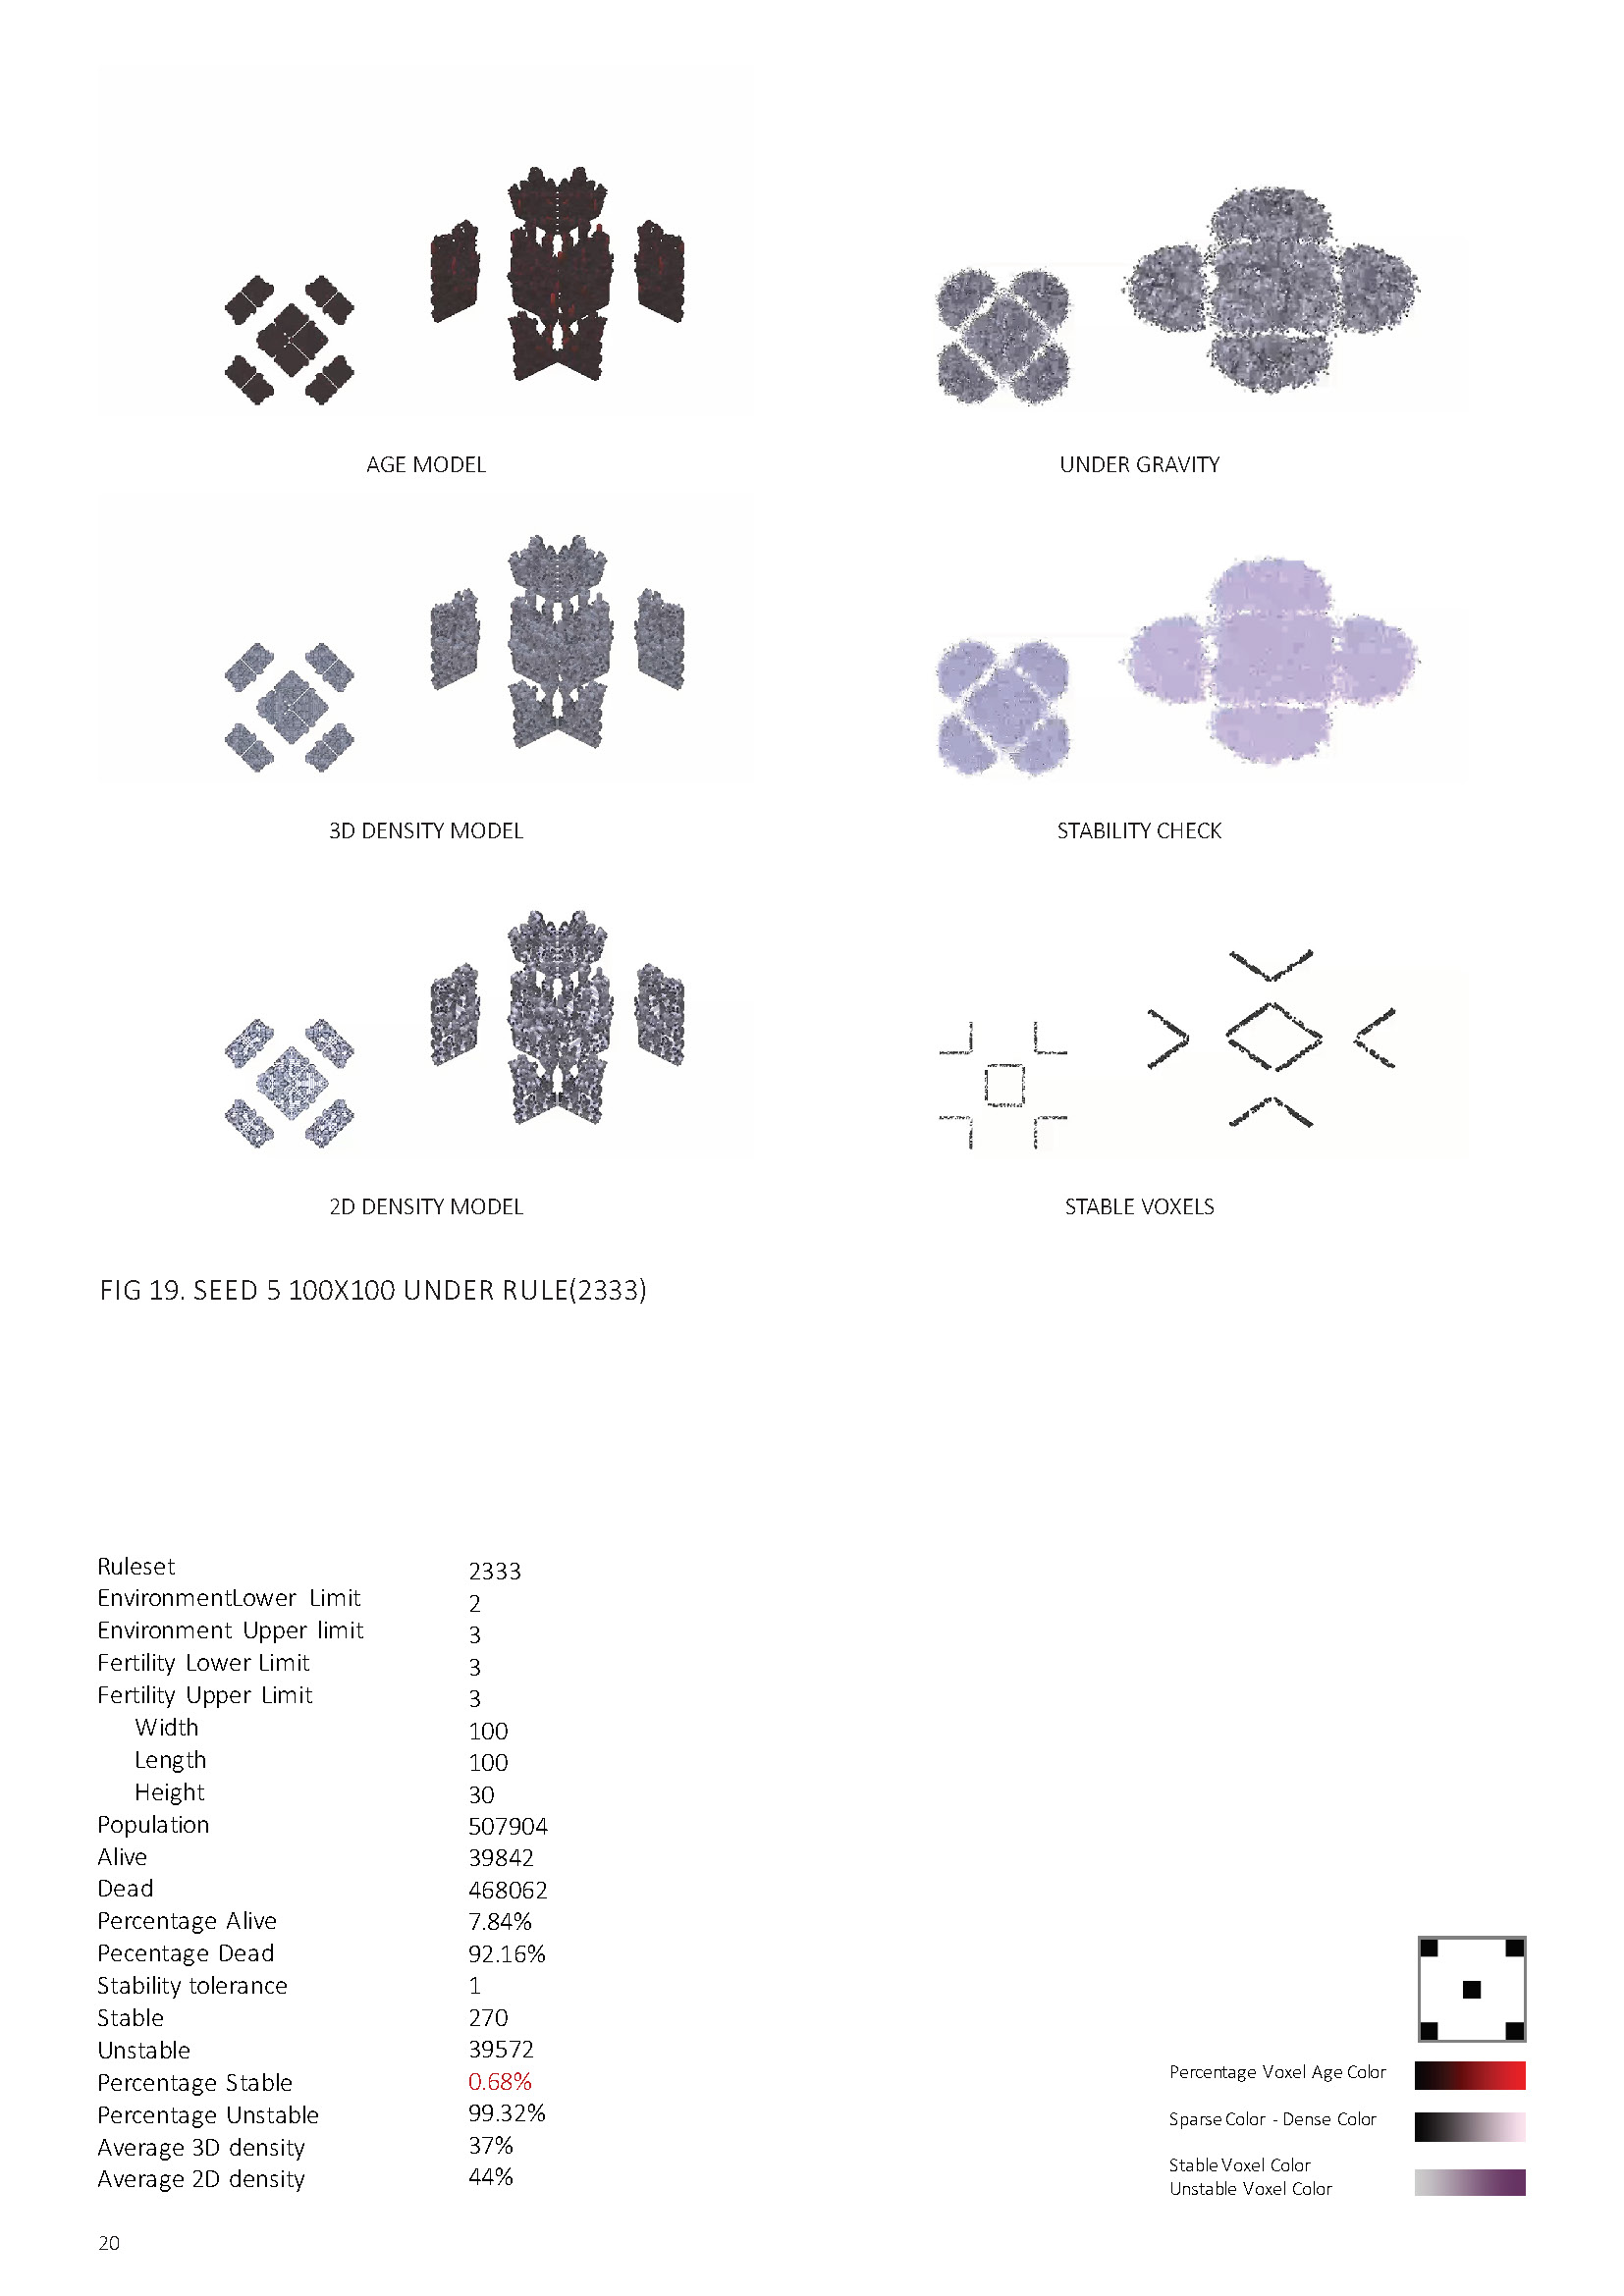 AGE MODEL
UNDER GRAVITY
3D DENSITY MODEL
STABILITY CHECK
2D DENSITY MODEL
STABLE VOXELS
FIG 19. SEED 5 100X100 UNDER RULE(2333)
Ruleset 2333
EnvironmentLower Limit 2
Environment Upper limit 3
Fertility Lower Limit 3
Fertility Upper Limit 3
Width 100
Length 100
Height 30
Population 507904
Alive 39842
Dead 468062
Percentage Alive 7.84%
Pecentage Dead 92.16%
Stability tolerance 1
Stable 270
Unstable 39572
Percentage Stable 0.68%
Percentage Unstable 99.32%
Average 3D density 37%
Average 2D density 44%
Percentage Voxel Age Color
Sparse Color - Dense Color
Stable Voxel Color
Unstable Voxel Color
20